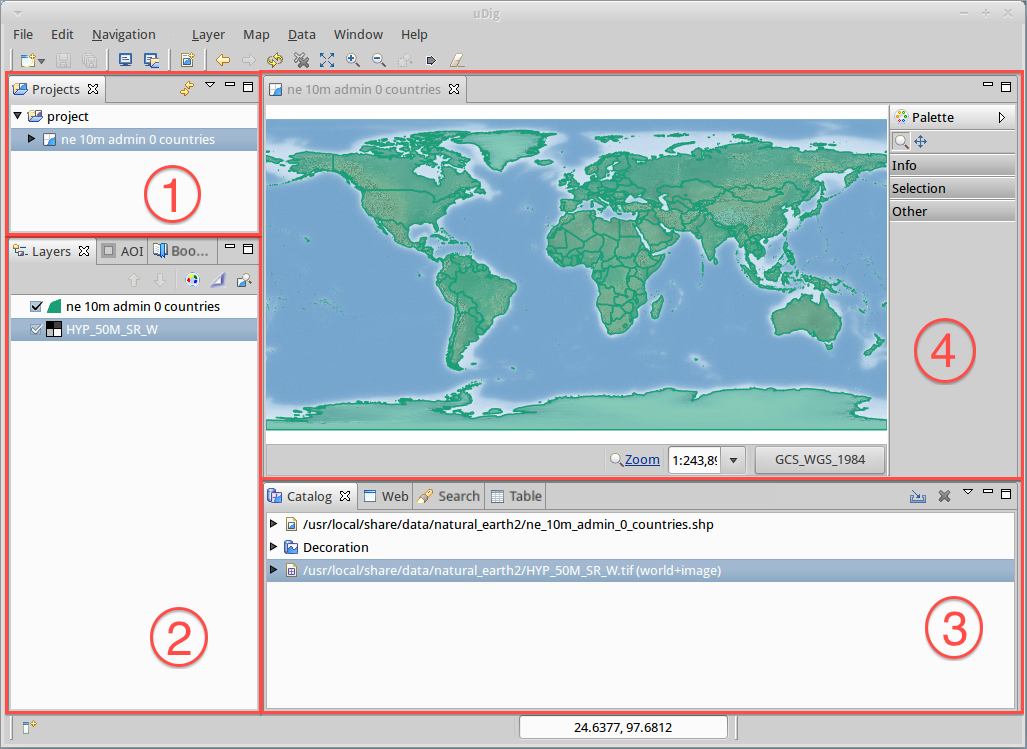 uDig
File Edit Navigation Layer Map Data Window Help
Projects
project
ne 10m admin 0 countries
1
Layers AOI Boo...
ne 10m admin 0 countries
HYP_50M_SR_W
2
ne 10m admin 0 countries
Palette
Info
Selection
Other
4
Zoom 1:243,89 GCS_WGS_1984
Catalog Web Search Table
/usr/local/share/data/natural_earth2/ne_10m_admin_0_countries.shp
Decoration
/usr/local/share/data/natural_earth2/HYP_50M_SR_W.tif (world+image)
3
24.6377, 97.6812